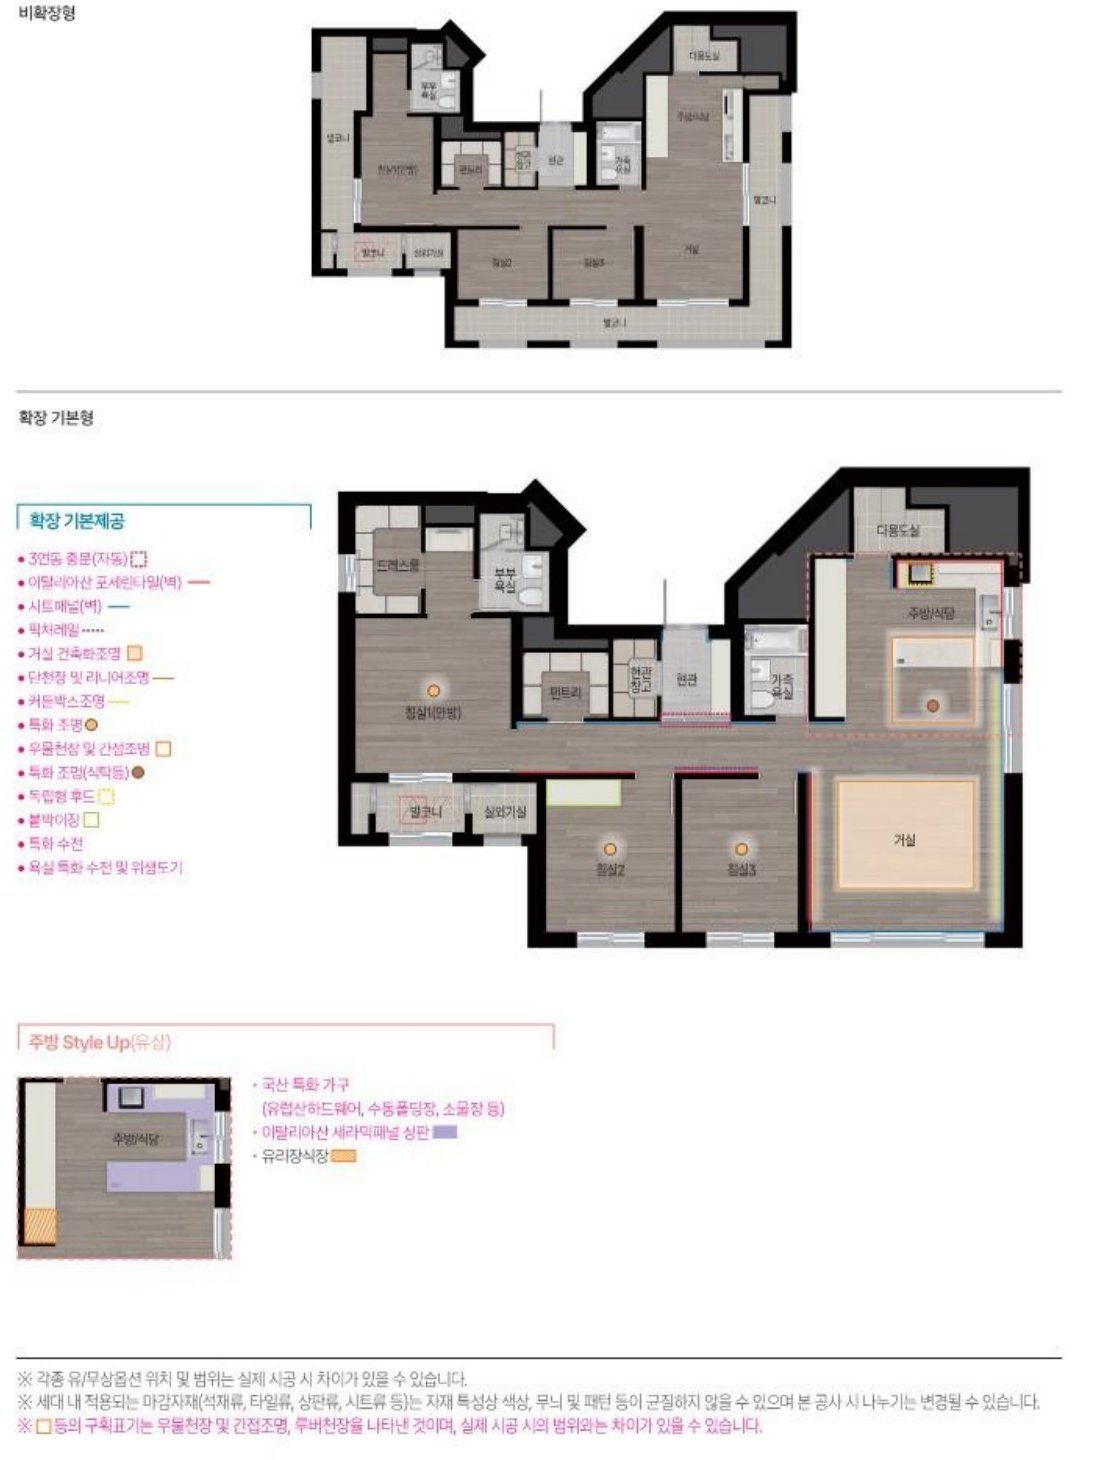 비확장형
다용도실
부부
욕실
주방/식당
발코니
침실1(안방)
팬트리
현관
창고
현관
가족
욕실
발코니
발코니
실외기실
침실2
침실3
거실
발코니
확장 기본형
확장 기본제공
• 3연동 중문(자동)
• 이탈리아산 포세린타일(벽)
• 시트패널(벽)
• 픽처레일
• 거실 건축화조명
• 단천장 및 리니어조명
• 커튼박스조명
• 특화 조명
• 우물천장 및 간접조명
• 특화 조명(식탁등)
• 독립형 후드
• 붙박이장
• 특화 수전
• 욕실 특화 수전 및 위생도기
다용도실
드레스룸
부부
욕실
주방/식당
현관
창고
현관
가족
욕실
팬트리
침실1(안방)
발코니
실외기실
거실
침실2
침실3
주방 Style Up(유상)
• 국산 특화 가구
(유럽산하드웨어, 수동폴딩장, 소물장 등)
• 이탈리아산 세라믹패널 상판
• 유리장식장
주방/식당
※ 각종 유/무상옵션 위치 및 범위는 실제 시공 시 차이가 있을 수 있습니다.
※ 세대 내 적용되는 마감자재(석재류, 타일류, 상판류, 시트류 등)는 자재 특성상 색상, 무늬 및 패턴 등이 균질하지 않을 수 있으며 본 공사 시 나누기는 변경될 수 있습니다.
※ 등의 구획표기는 우물천장 및 간접조명, 루버천장을 나타낸 것이며, 실제 시공 시의 범위와는 차이가 있을 수 있습니다.